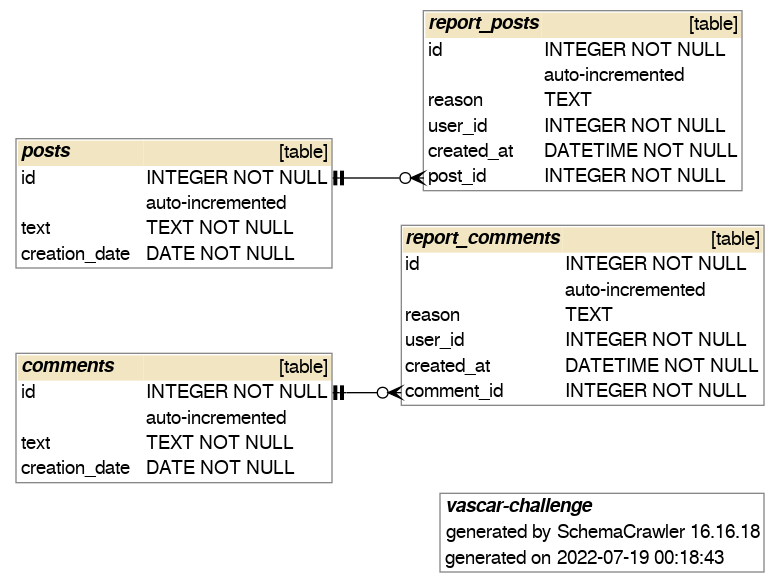 report_posts [table]
id INTEGER NOT NULL
auto-incremented
reason TEXT
user_id INTEGER NOT NULL
created_at DATETIME NOT NULL
post_id INTEGER NOT NULL
posts [table]
id INTEGER NOT NULL
auto-incremented
text TEXT NOT NULL
creation_date DATE NOT NULL
report_comments [table]
id INTEGER NOT NULL
auto-incremented
reason TEXT
user_id INTEGER NOT NULL
created_at DATETIME NOT NULL
comment_id INTEGER NOT NULL
comments [table]
id INTEGER NOT NULL
auto-incremented
text TEXT NOT NULL
creation_date DATE NOT NULL
vascar-challenge
generated by SchemaCrawler 16.16.18
generated on 2022-07-19 00:18:43